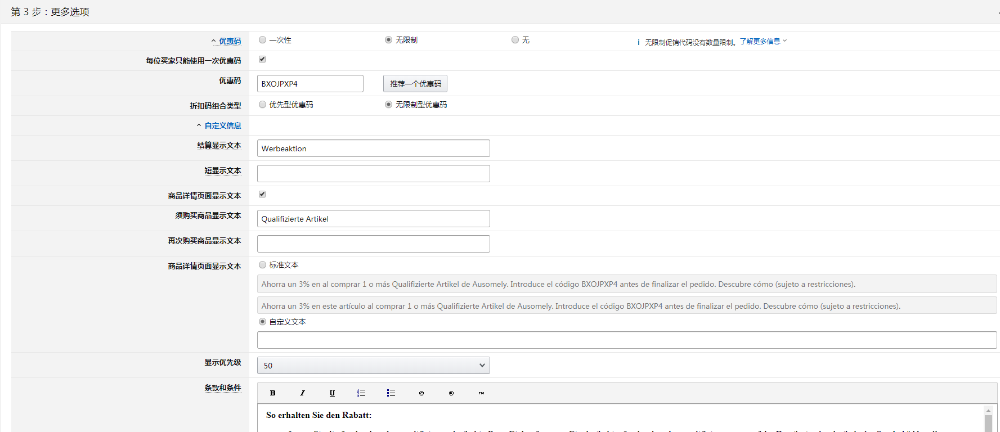 第 3 步：更多选项
优惠码 一次性 无限制 无 i 无限制促销代码没有数量限制。了解更多信息
每位买家只能使用一次优惠码
优惠码 BXOJPXP4 推荐一个优惠码
折扣码组合类型 优先型优惠码 无限制型优惠码
自定义信息
结算显示文本 Werbeaktion
短显示文本
商品详情页面显示文本
须购买商品显示文本 Qualifizierte Artikel
再次购买商品显示文本
商品详情页面显示文本 标准文本
Ahorra un 3% en al comprar 1 o más Qualifizierte Artikel de Ausomely. Introduce el código BXOJPXP4 antes de finalizar el pedido. Descubre cómo (sujeto a restricciones).
Ahorra un 3% en este artículo al comprar 1 o más Qualifizierte Artikel de Ausomely. Introduce el código BXOJPXP4 antes de finalizar el pedido. Descubre cómo (sujeto a restricciones).
自定义文本
显示优先级 50
条款和条件 B I U © ® ™
So erhalten Sie den Rabatt: